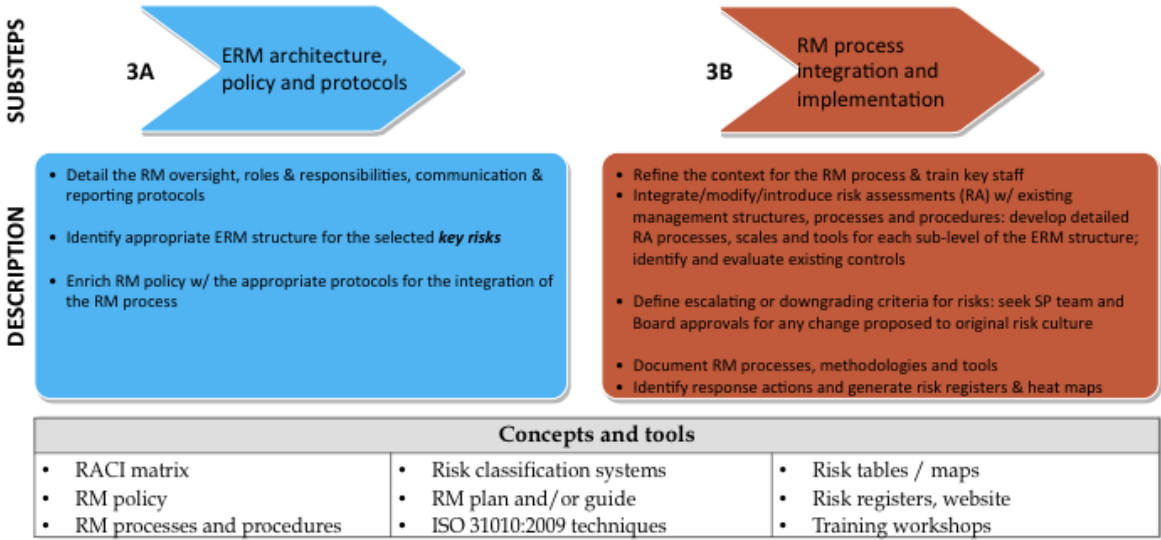 SUBSTEPS
3A
ERM architecture,
policy and protocols
3B
RM process
integration and
implementation
DESCRIPTION
• Detail the RM oversight, roles & responsibilities, communication &
reporting protocols
• Identify appropriate ERM structure for the selected key risks
• Enrich RM policy w/ the appropriate protocols for the integration of
the RM process
• Refine the context for the RM process & train key staff
• Integrate/modify/introduce risk assessments (RA) w/ existing
management structures, processes and procedures: develop detailed
RA processes, scales and tools for each sub-level of the ERM structure;
identify and evaluate existing controls
• Define escalating or downgrading criteria for risks: seek SP team and
Board approvals for any change proposed to original risk culture
• Document RM processes, methodologies and tools
• Identify response actions and generate risk registers & heat maps
Concepts and tools
• RACI matrix
• RM policy
• RM processes and procedures
• Risk classification systems
• RM plan and/or guide
• ISO 31010:2009 techniques
• Risk tables / maps
• Risk registers, website
• Training workshops